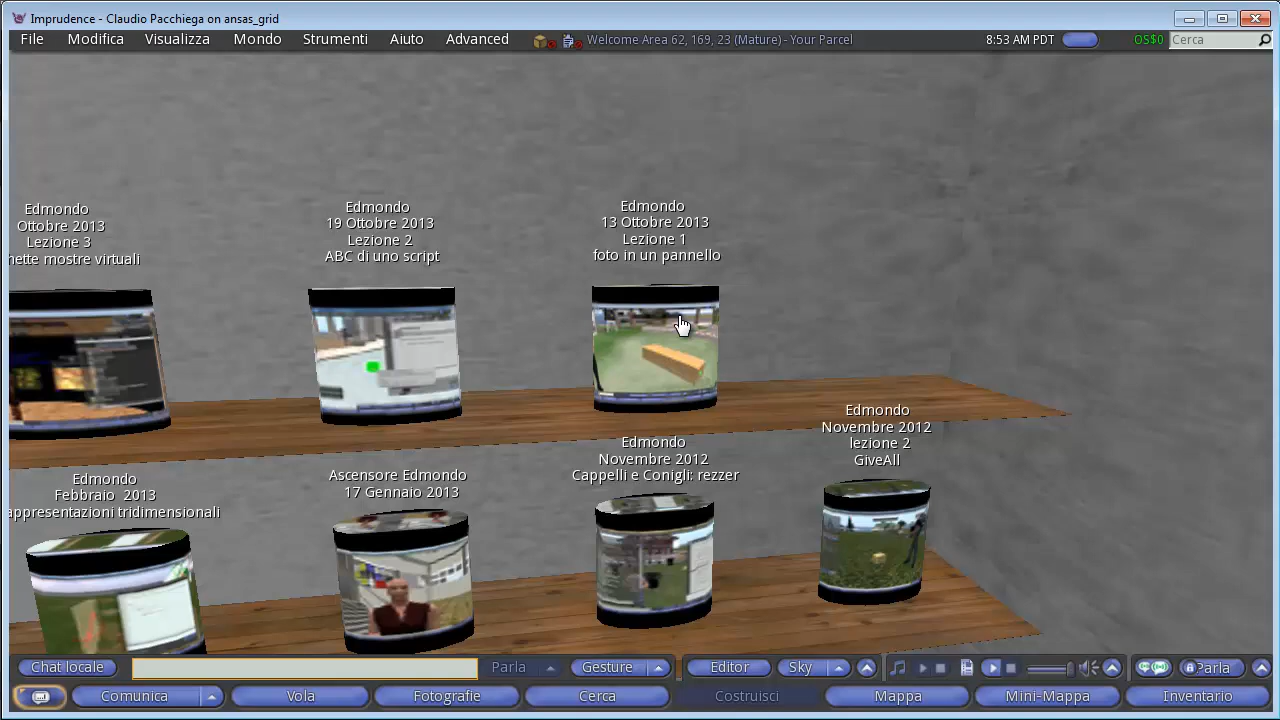 Imprudence - Claudio Pacchiega on ansas_grid
File Modifica Visualizza Mondo Strumenti Aiuto Advanced Welcome Area 62, 169, 23 (Mature) - Your Parcel 8:53 AM PDT OS$0 Cerca
Edmondo
Ottobre 2013
Lezione 3
mostre virtuali
Edmondo
19 Ottobre 2013
Lezione 2
ABC di uno script
Edmondo
13 Ottobre 2013
Lezione 1
foto in un pannello
Edmondo
Febbraio 2013
appresentazioni tridimensionali
Ascensore Edmondo
17 Gennaio 2013
Edmondo
Novembre 2012
Cappelli e Conigli: rezzer
Edmondo
Novembre 2012
lezione 2
GiveAll
Chat locale Parla Gesture Editor Sky Parla
Comunica Vola Fotografie Cerca Costruisci Mappa Mini-Mappa Inventario